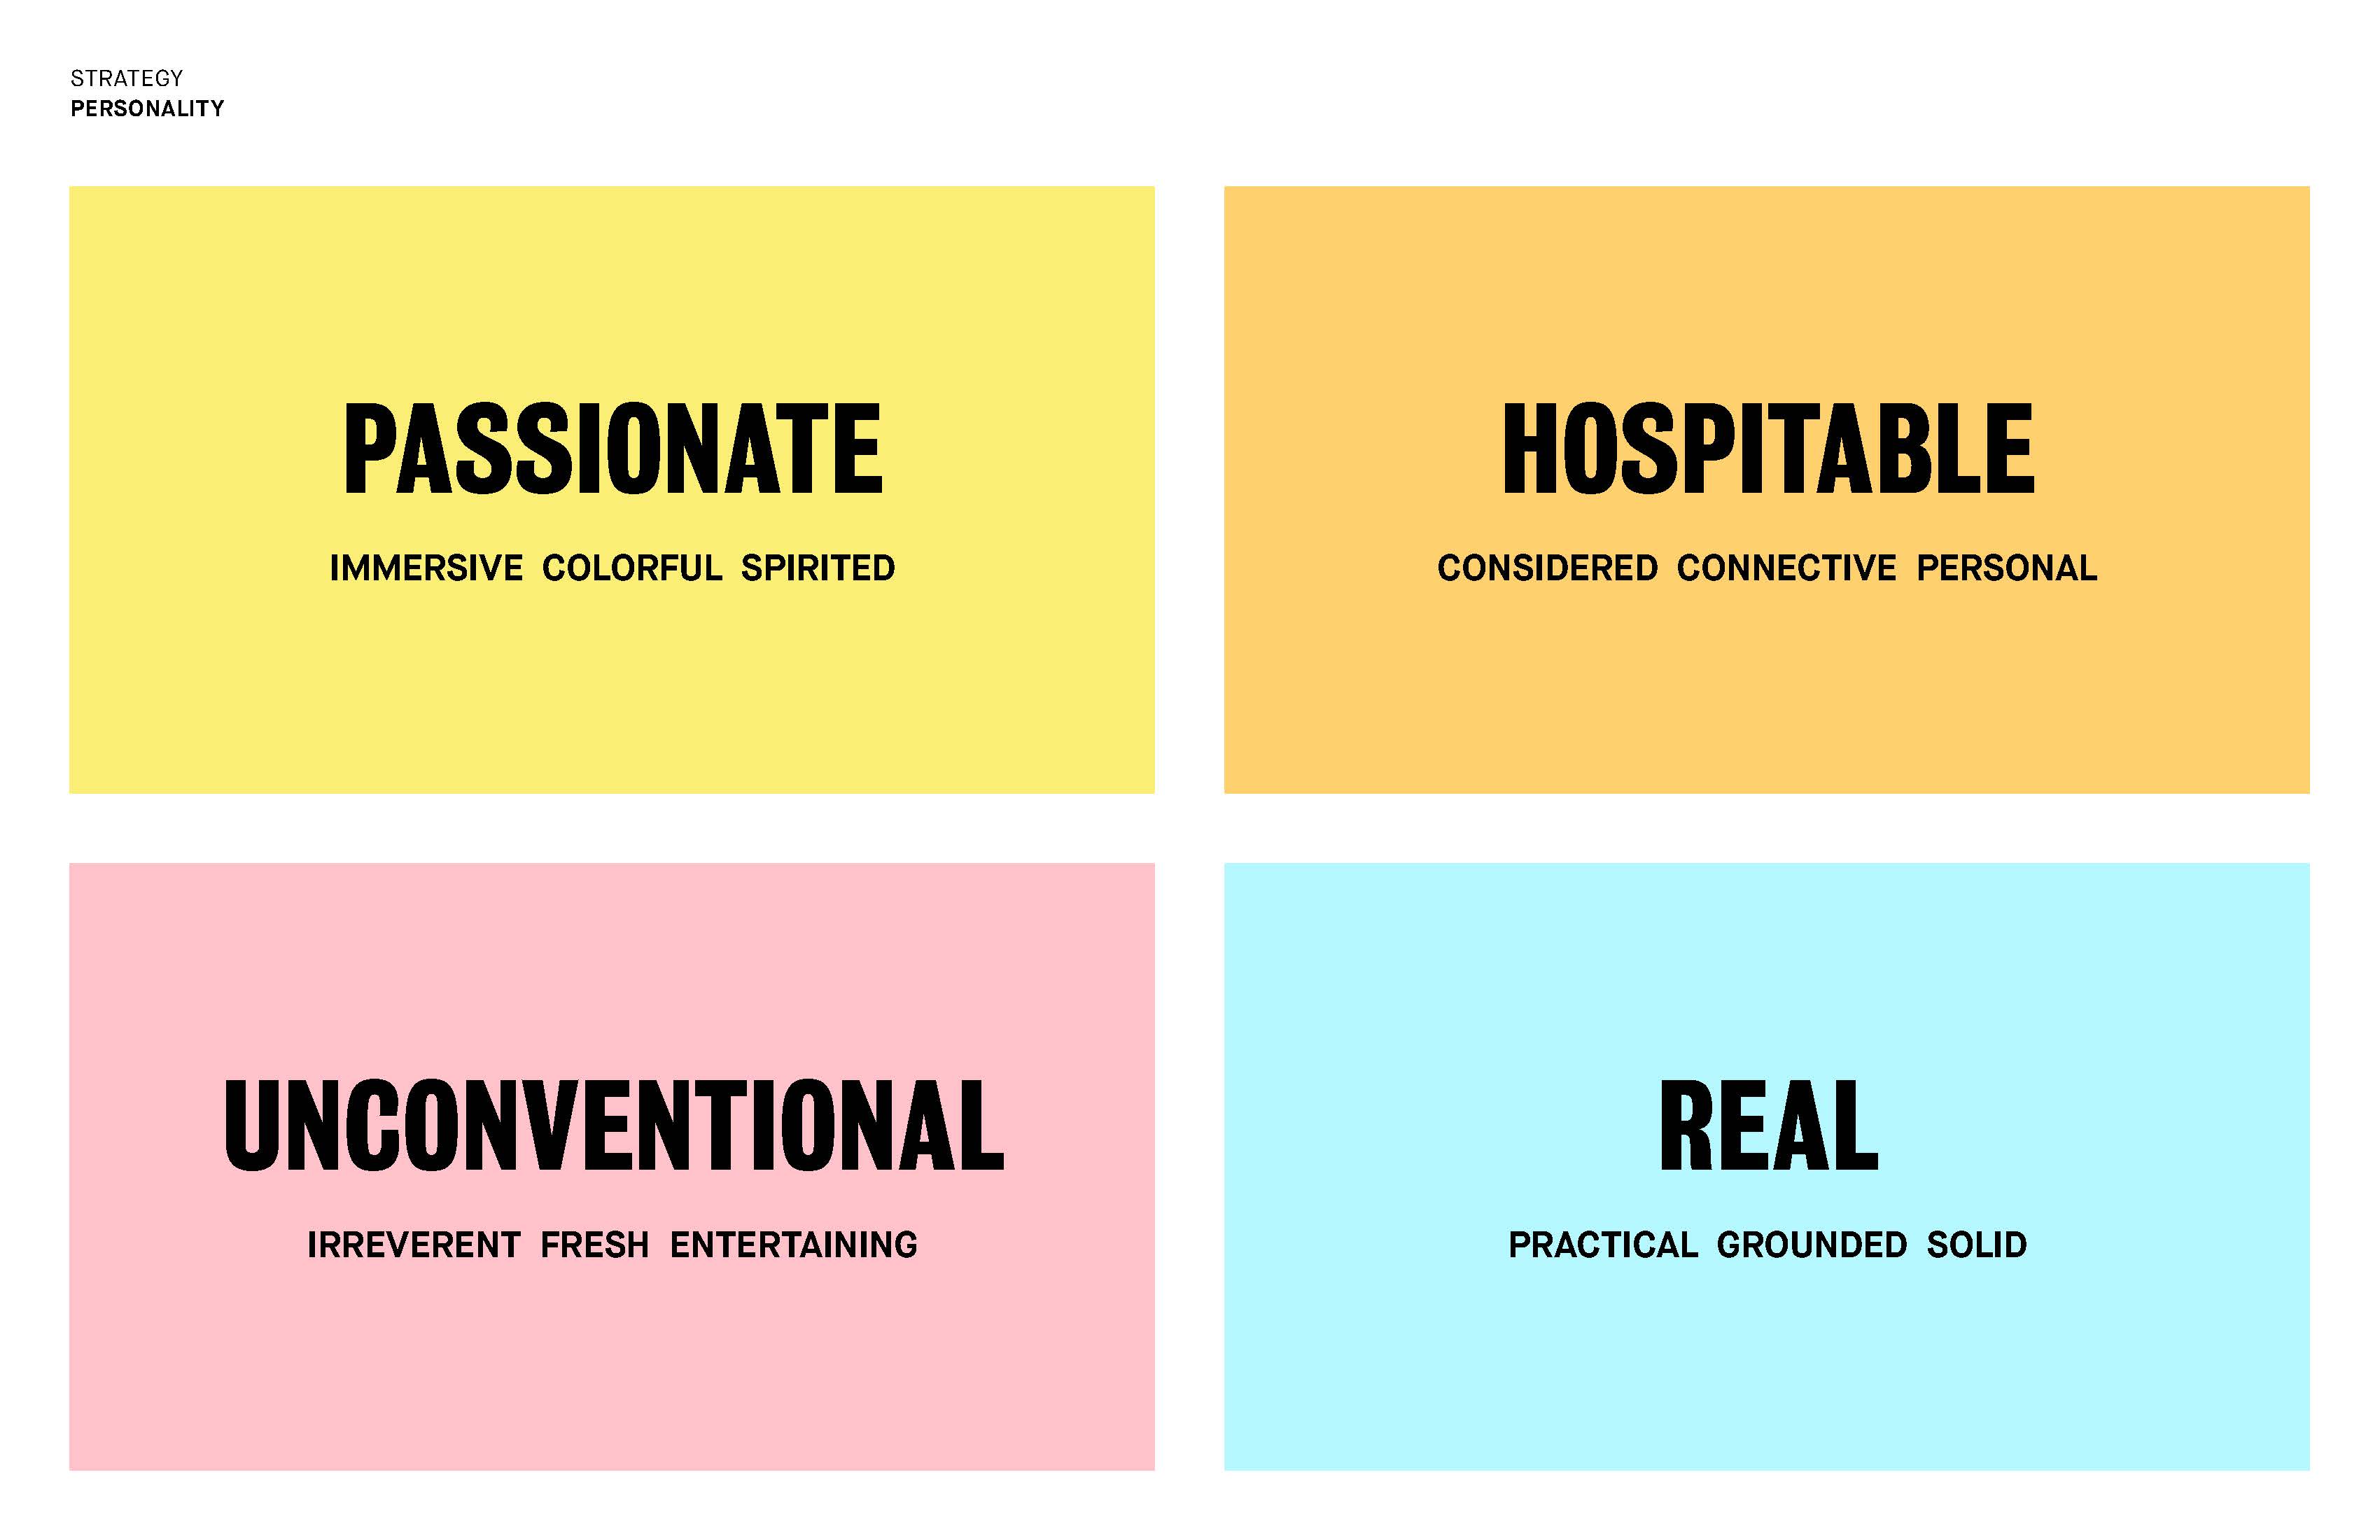 STRATEGY
PERSONALITY
PASSIONATE
IMMERSIVE COLORFUL SPIRITED
HOSPITABLE
CONSIDERED CONNECTIVE PERSONAL
UNCONVENTIONAL
IRREVERENT FRESH ENTERTAINING
REAL
PRACTICAL GROUNDED SOLID